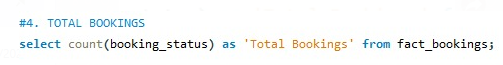 #4. TOTAL BOOKINGS
select count(booking_status) as 'Total Bookings' from fact_bookings;